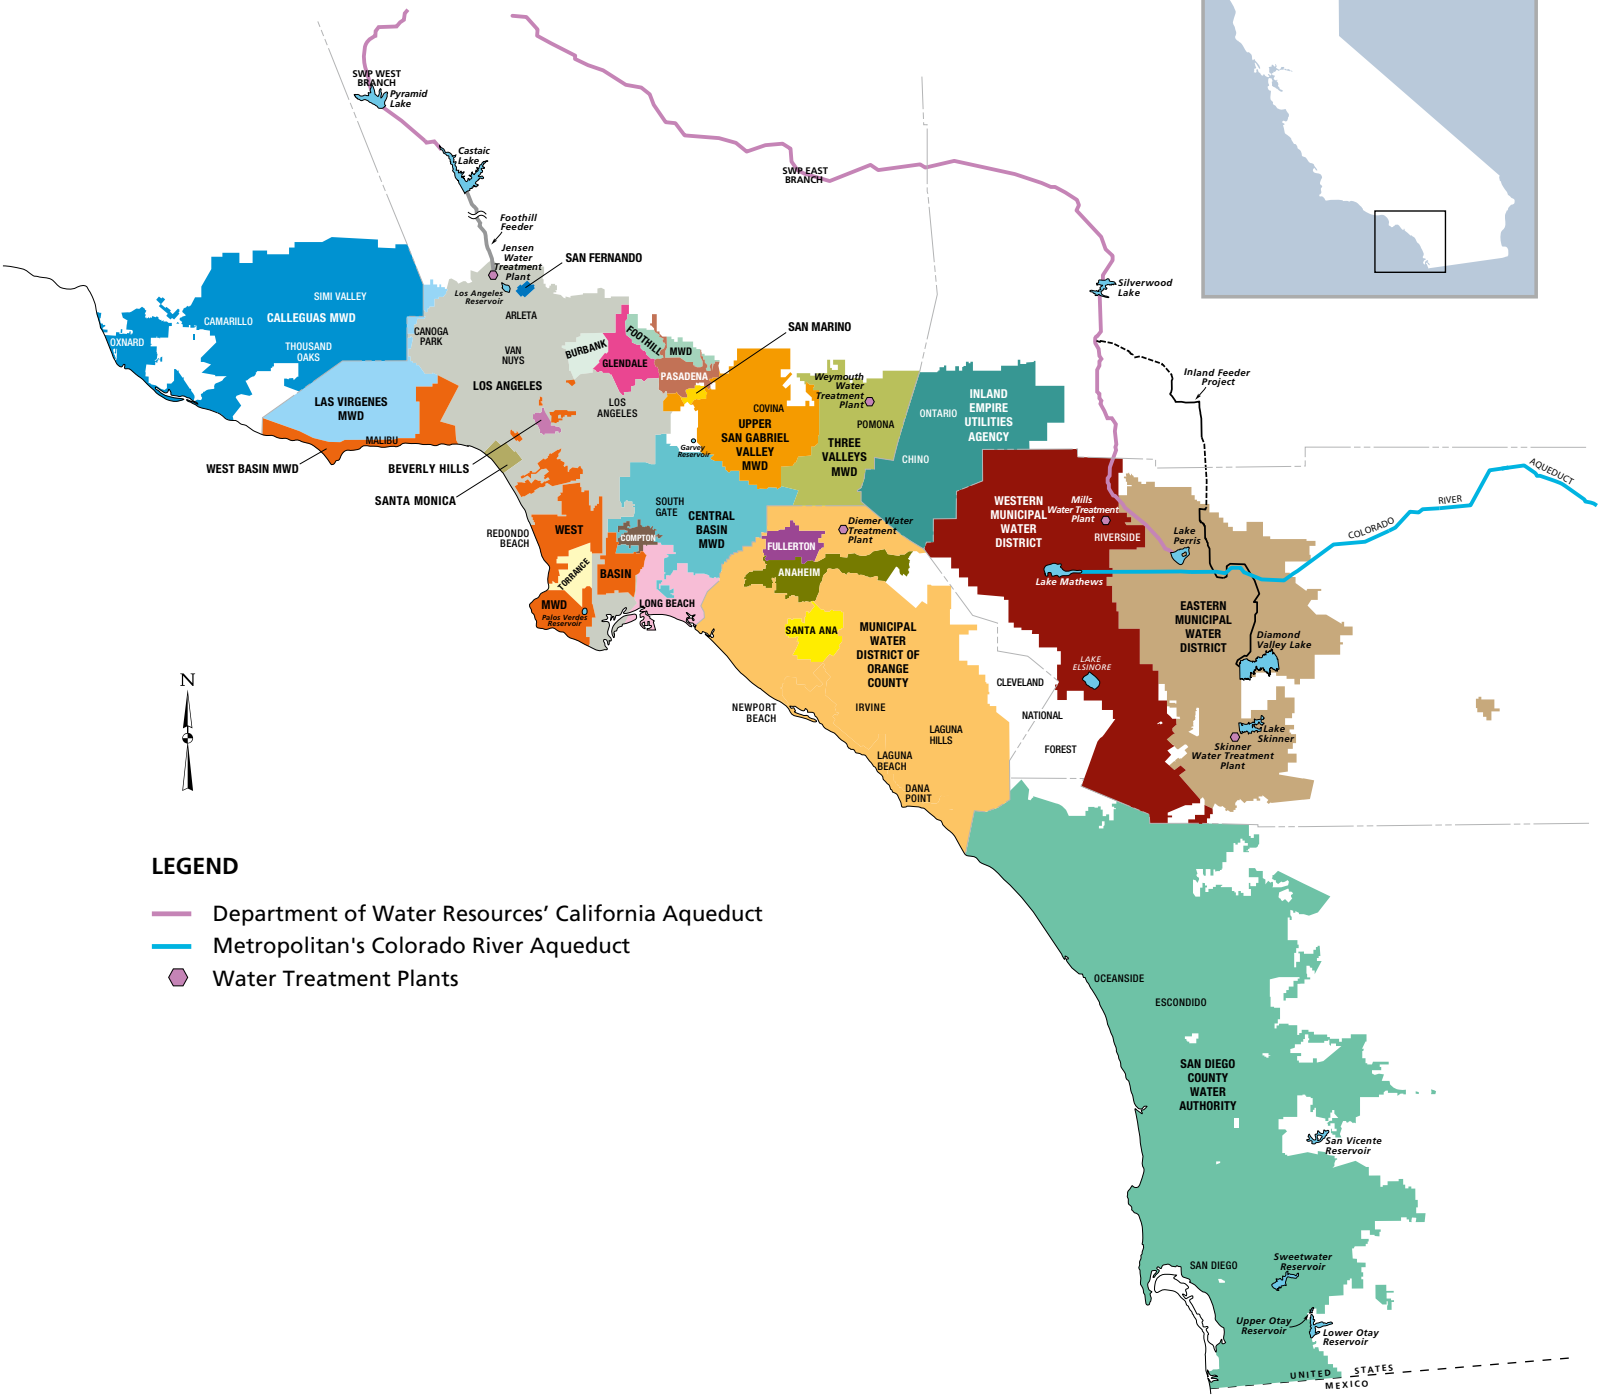 SWP WEST
BRANCH
Pyramid
Lake
Castaic
Lake
SWP EAST
BRANCH
Foothill
Feeder
Jensen
Water
Treatment
Plant
SAN FERNANDO
Los Angeles
Reservoir
Silverwood
Lake
SIMI VALLEY
CAMARILLO
CALLEGUAS MWD
OXNARD
THOUSAND
OAKS
CANOGA
PARK
ARLETA
VAN
NUYS
BURBANK
GLENDALE
FOOTHILL
MWD
PASADENA
SAN MARINO
LOS ANGELES
LOS
ANGELES
LAS VIRGENES
MWD
MALIBU
WEST BASIN MWD
BEVERLY HILLS
SANTA MONICA
Garvey
Reservoir
COVINA
UPPER
SAN GABRIEL
VALLEY
MWD
Weymouth
Water
Treatment
Plant
POMONA
THREE
VALLEYS
MWD
ONTARIO
INLAND
EMPIRE
UTILITIES
AGENCY
CHINO
Inland Feeder
Project
COLORADO
RIVER
AQUEDUCT
REDONDO
BEACH
WEST
BASIN
MWD
TORRANCE
COMPTON
SOUTH
GATE
CENTRAL
BASIN
MWD
LONG BEACH
Palos Verdes
Reservoir
FULLERTON
Diemer Water
Treatment
Plant
ANAHEIM
SANTA ANA
MUNICIPAL
WATER
DISTRICT OF
ORANGE
COUNTY
WESTERN
MUNICIPAL
WATER
DISTRICT
Mills
Water Treatment
Plant
RIVERSIDE
Lake
Perris
Lake Mathews
EASTERN
MUNICIPAL
WATER
DISTRICT
Diamond
Valley Lake
LAKE
ELSINORE
CLEVELAND
NATIONAL
FOREST
Lake
Skinner
Skinner
Water Treatment
Plant
NEWPORT
BEACH
IRVINE
LAGUNA
HILLS
LAGUNA
BEACH
DANA
POINT
N
LEGEND
Department of Water Resources’ California Aqueduct
Metropolitan's Colorado River Aqueduct
Water Treatment Plants
OCEANSIDE
ESCONDIDO
SAN DIEGO
COUNTY
WATER
AUTHORITY
San Vicente
Reservoir
SAN DIEGO
Sweetwater
Reservoir
Upper Otay
Reservoir
Lower Otay
Reservoir
UNITED STATES
MEXICO